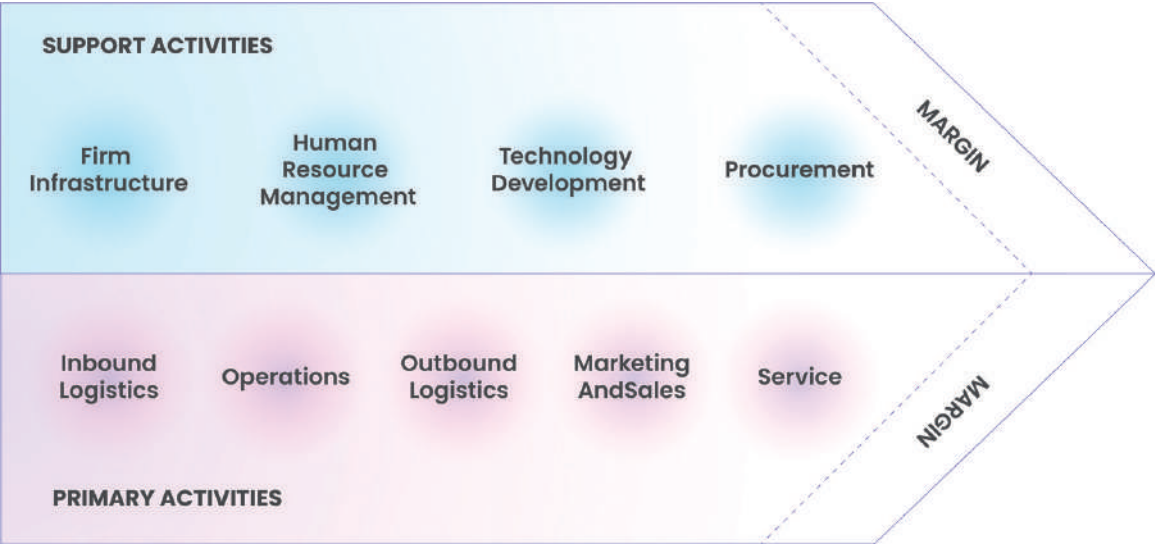 SUPPORT ACTIVITIES
Firm
Infrastructure
Human
Resource
Management
Technology
Development
Procurement
MARGIN
Inbound
Logistics
Operations
Outbound
Logistics
Marketing
AndSales
Service
MARGIN
PRIMARY ACTIVITIES